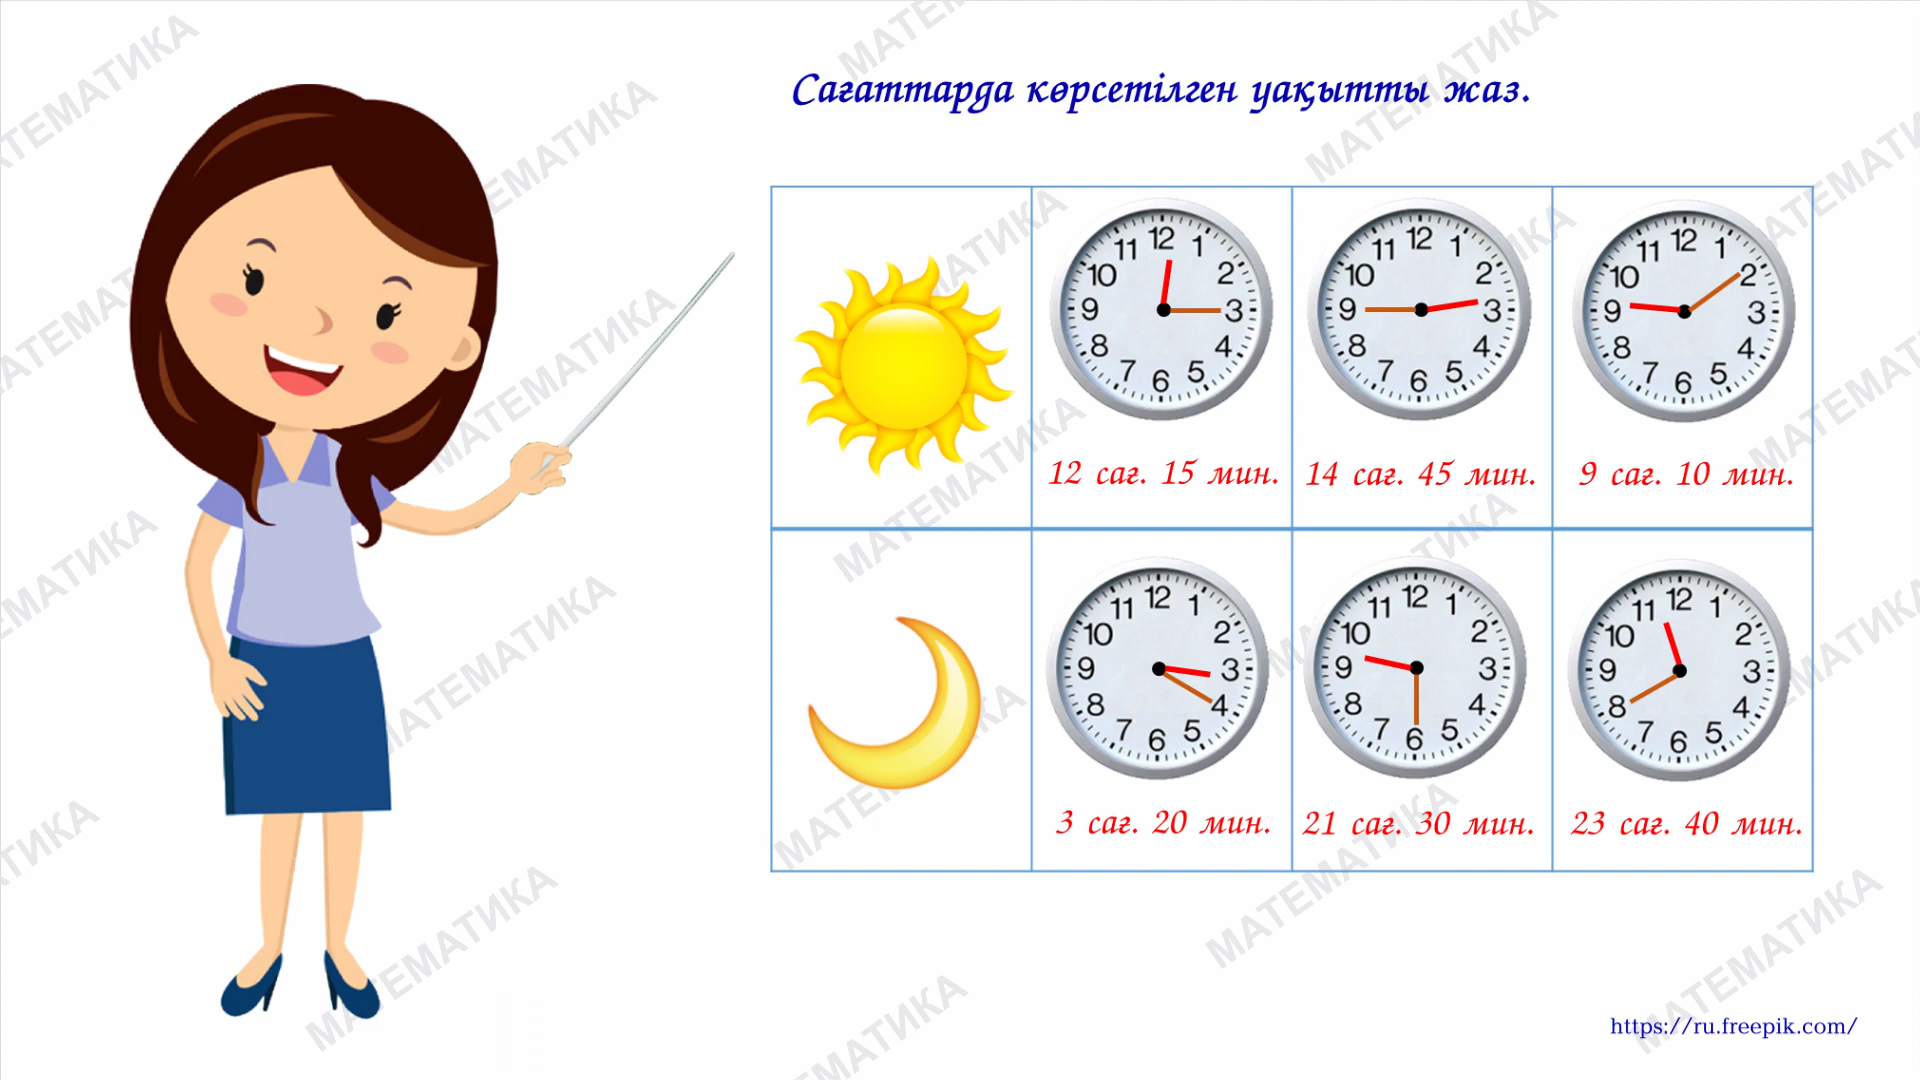 Сағаттарда көрсетілген уақытты жаз.
12 сағ. 15 мин.
14 сағ. 45 мин.
9 сағ. 10 мин.
3 сағ. 20 мин.
21 сағ. 30 мин.
23 сағ. 40 мин.
https://ru.freepik.com/
МАТЕМАТИКА